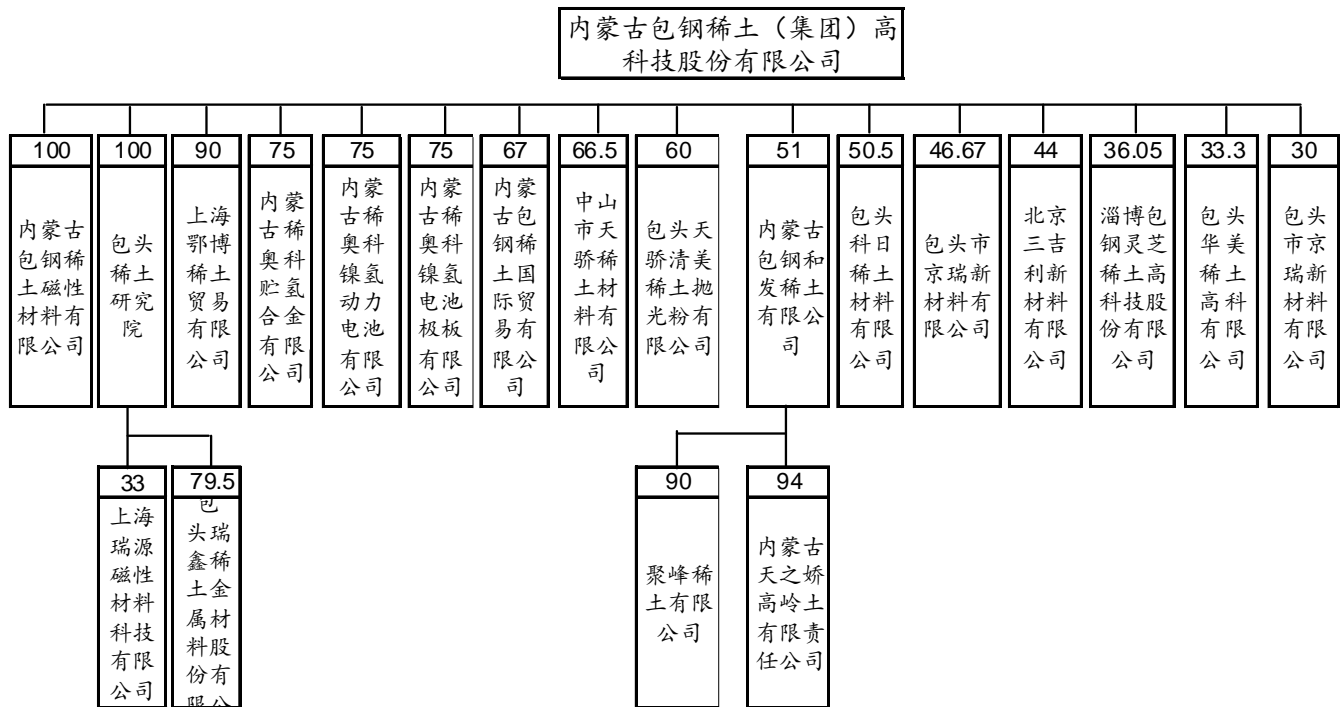 内蒙古包钢稀土（集团）高
科技股份有限公司
100
内蒙古
包钢稀
土磁性
材料有
限公司
100
包头
稀土
研究
院
90
上海
鄂博
稀土
贸易
有限
公司
75
内蒙
古稀
奥科
贮氢
合金
有限
公司
75
内蒙
古稀
奥科
镍氢
动力
电池
有限
公司
75
内蒙
古稀
奥科
镍氢
电池
极板
有限
公司
67
内蒙
古包
钢稀
土国
际贸
易有
限公
司
66.5
中山
市天
骄稀
土材
料有
限公
司
60
包头天
骄清美
稀土抛
光粉有
限公司
51
内蒙古
包钢和
发稀土
有限公
司
50.5
包头
科日
稀土
材料
有限
公司
46.67
包头市
京瑞新
材料有
限公司
44
北京
三吉
利新
材料
有限
公司
36.05
淄博包
钢灵芝
稀土高
科技股
份有限
公司
33.3
包头
华美
稀土
高科
有限
公司
30
包头
市京
瑞新
材料
有限
公司
33
上海
瑞源
磁性
材料
科技
有限
公司
79.5
包
头瑞
鑫稀
土金
属材
料股
份有
限公
90
聚峰稀
土有限
公司
94
内蒙古
天之娇
高岭土
有限责
任公司